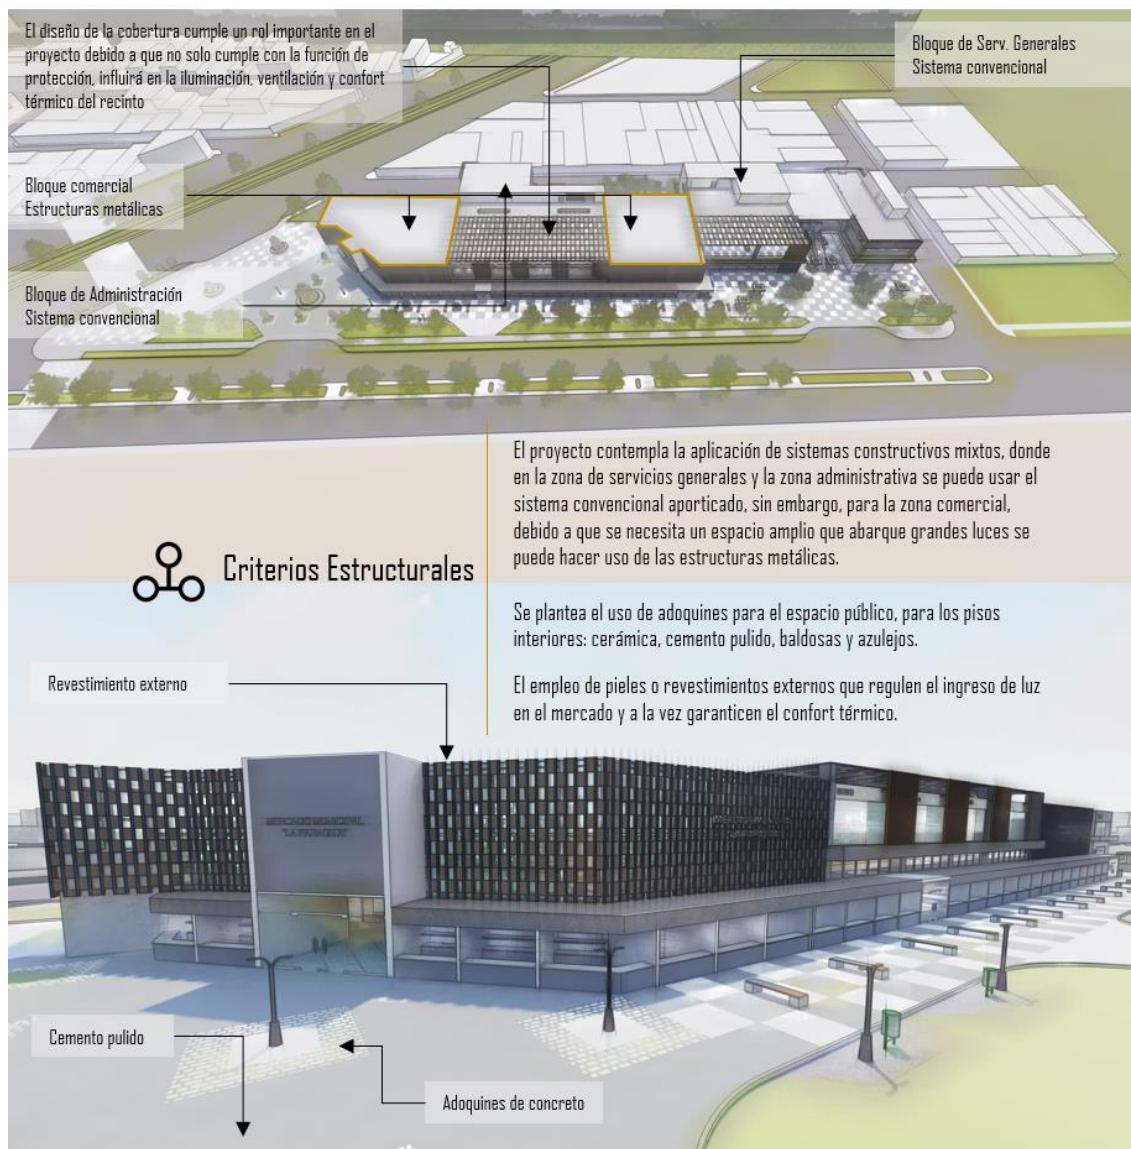 El diseño de la cobertura cumple un rol importante en el
proyecto debido a que no solo cumple con la función de
protección, influirá en la iluminación, ventilación y confort
térmico del recinto
Bloque de Serv. Generales
Sistema convencional
Bloque comercial
Estructuras metálicas
Bloque de Administración
Sistema convencional
El proyecto contempla la aplicación de sistemas constructivos mixtos, donde
en la zona de servicios generales y la zona administrativa se puede usar el
sistema convencional aporticado, sin embargo, para la zona comercial,
debido a que se necesita un espacio amplio que abarque grandes luces se
puede hacer uso de las estructuras metálicas.
Criterios Estructurales
Se plantea el uso de adoquines para el espacio público, para los pisos
interiores: cerámica, cemento pulido, baldosas y azulejos.
El empleo de pieles o revestimientos externos que regulen el ingreso de luz
en el mercado y a la vez garanticen el confort térmico.
Revestimiento externo
MERCADO MUNICIPAL
Cemento pulido
Adoquines de concreto